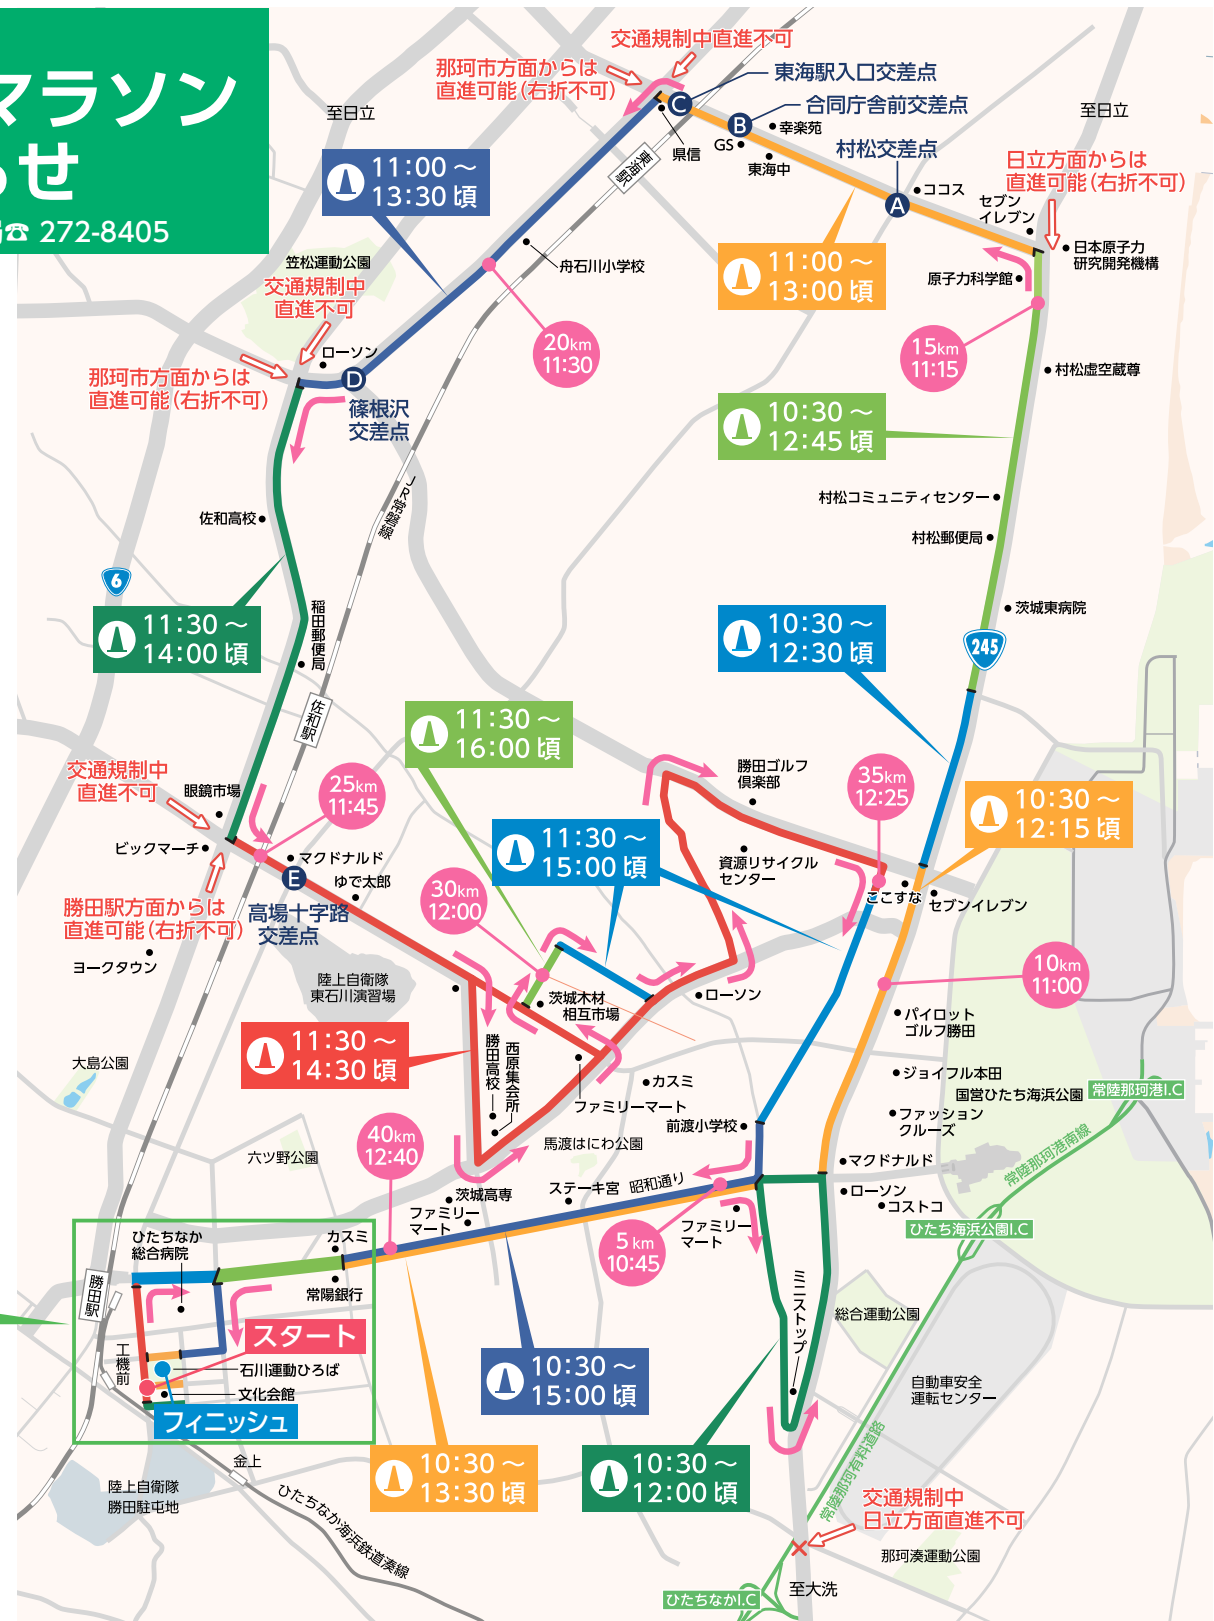 マラソン
らせ
☎ 272-8405
交通規制中直進不可
那珂市方面からは
直進可能(右折不可)
C
東海駅入口交差点
B
合同庁舎前交差点
至日立
至日立
幸楽苑
GS
県信
東海中
村松交差点
A
ココス
日立方面からは
直進可能(右折不可)
セブン
イレブン
11:00～
13:30頃
東海駅
日本原子力
研究開発機構
原子力科学館
笠松運動公園
舟石川小学校
11:00～
13:00頃
交通規制中
直進不可
20km
11:30
15km
11:15
ローソン
那珂市方面からは
直進可能(右折不可)
D
篠根沢
交差点
村松虚空蔵尊
10:30～
12:45頃
JR常磐線
村松コミュニティセンター
佐和高校
村松郵便局
6
11:30～
14:00頃
稲田郵便局
10:30～
12:30頃
茨城東病院
245
佐和駅
11:30～
16:00頃
交通規制中
直進不可
眼鏡市場
25km
11:45
勝田ゴルフ
倶楽部
35km
12:25
10:30～
12:15頃
ビックマーチ
マクドナルド
E
ゆで太郎
11:30～
15:00頃
資源リサイクル
センター
30km
12:00
ここすな
セブンイレブン
勝田駅方面からは
直進可能(右折不可)
高場十字路
交差点
ヨークタウン
陸上自衛隊
東石川演習場
10km
11:00
茨城木材
相互市場
ローソン
パイロット
ゴルフ勝田
11:30～
14:30頃
勝田高校
西原集会所
大島公園
カスミ
ファミリーマート
ジョイフル本田
国営ひたち海浜公園
常陸那珂港I.C
ファッション
クルーズ
前渡小学校
40km
12:40
馬渡はにわ公園
六ツ野公園
マクドナルド
常陸那珂港南線
ステーキ宮
昭和通り
茨城高専
ファミリー
マート
ローソン
コストコ
ファミリー
マート
ひたち海浜公園I.C
5km
10:45
ひたちなか
総合病院
カスミ
勝田駅
常陽銀行
ミニストップ
総合運動公園
スタート
工機前
石川運動ひろば
文化会館
フィニッシュ
10:30～
15:00頃
自動車安全
運転センター
金上
10:30～
13:30頃
10:30～
12:00頃
陸上自衛隊
勝田駐屯地
ひたちなか海浜鉄道湊線
常陸那珂有料道路
交通規制中
日立方面直進不可
那珂湊運動公園
至大洗
ひたちなかI.C